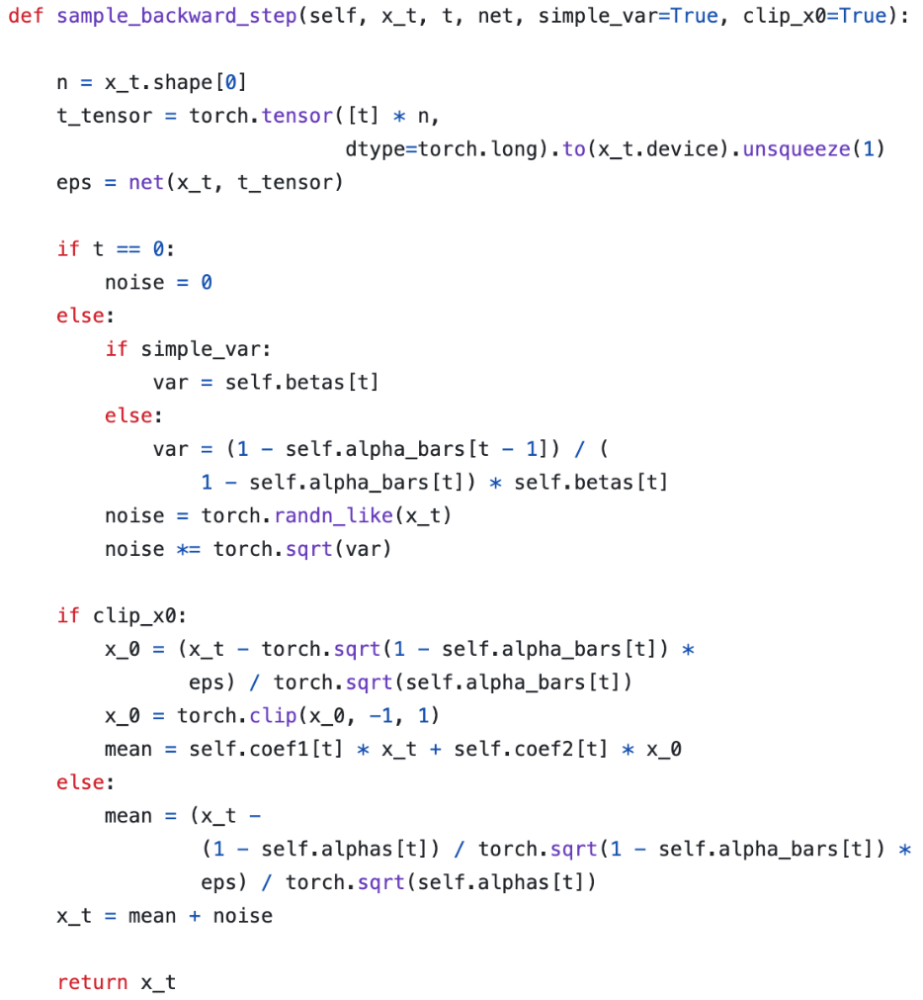 def sample_backward_step(self, x_t, t, net, simple_var=True, clip_x0=True):
    n = x_t.shape[0]
    t_tensor = torch.tensor([t] * n,
                            dtype=torch.long).to(x_t.device).unsqueeze(1)
    eps = net(x_t, t_tensor)
    if t == 0:
        noise = 0
    else:
        if simple_var:
            var = self.betas[t]
        else:
            var = (1 - self.alpha_bars[t - 1]) / (
                1 - self.alpha_bars[t]) * self.betas[t]
        noise = torch.randn_like(x_t)
        noise *= torch.sqrt(var)
    if clip_x0:
        x_0 = (x_t - torch.sqrt(1 - self.alpha_bars[t]) *
               eps) / torch.sqrt(self.alpha_bars[t])
        x_0 = torch.clip(x_0, -1, 1)
        mean = self.coef1[t] * x_t + self.coef2[t] * x_0
    else:
        mean = (x_t -
                (1 - self.alphas[t]) / torch.sqrt(1 - self.alpha_bars[t]) *
                eps) / torch.sqrt(self.alphas[t])
    x_t = mean + noise
    return x_t